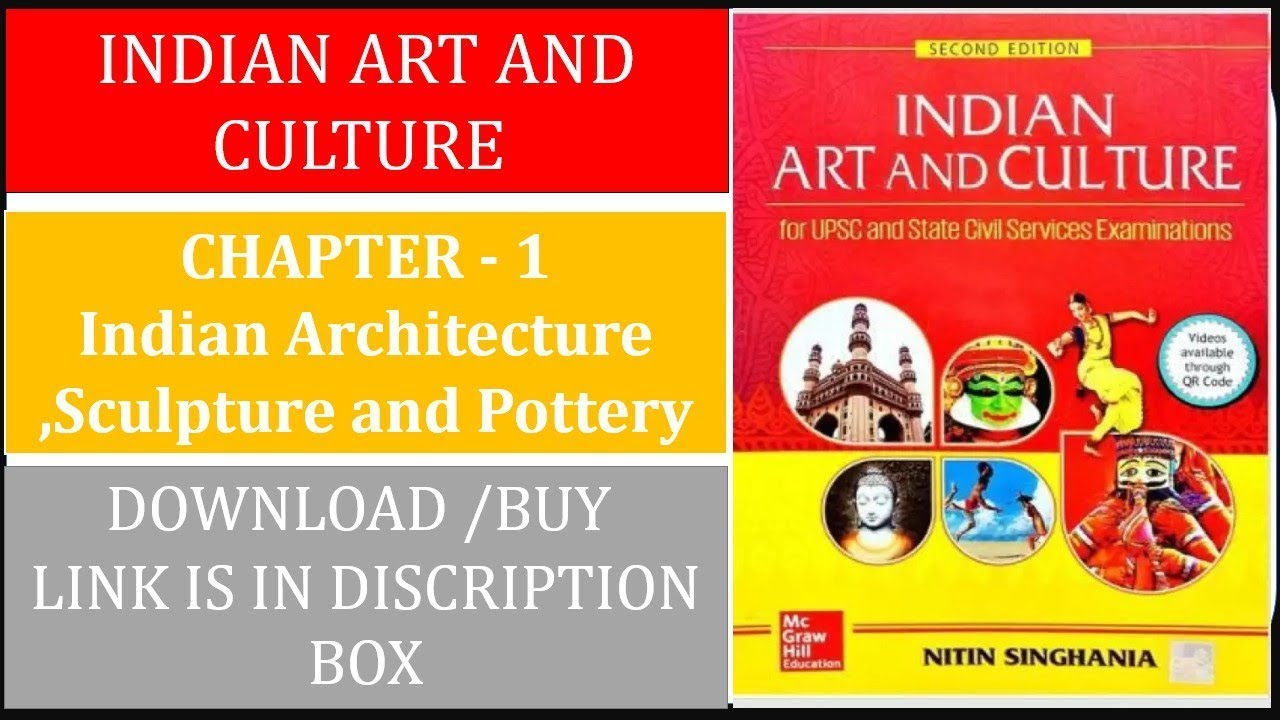 INDIAN ART AND
CULTURE
CHAPTER - 1
Indian Architecture
,Sculpture and Pottery
DOWNLOAD /BUY
LINK IS IN DISCRIPTION
BOX
SECOND EDITION
INDIAN
ART AND CULTURE
for UPSC and State Civil Services Examinations
Videos
available
through
QR Code
Mc
Graw
Hill
Education
NITIN SINGHANIA